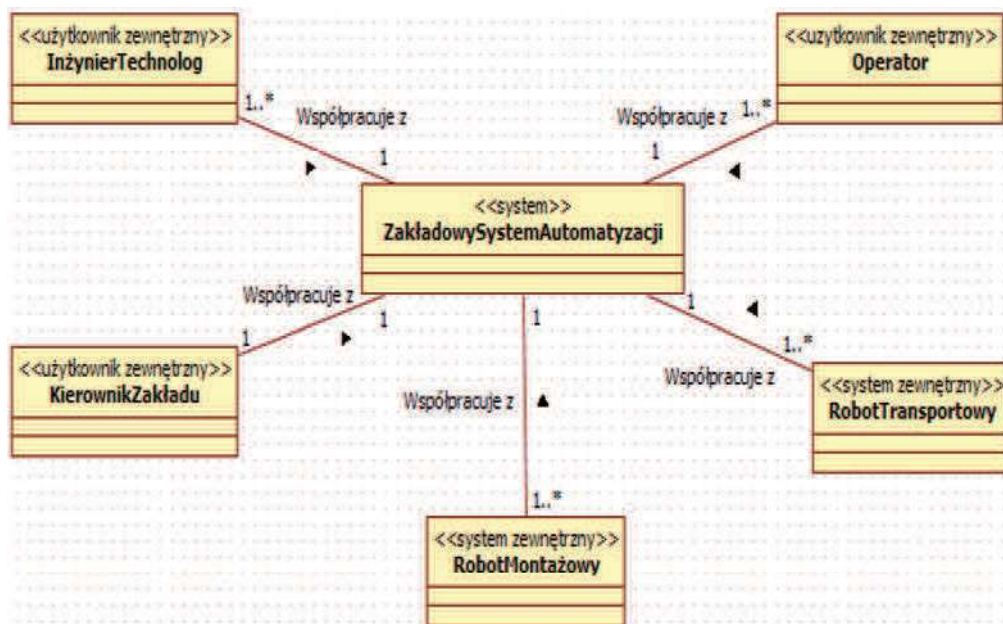 <<użytkownik zewnętrzny>>
InżynierTechnolog
<<uzytkownik zewnętrzny>>
Operator
1..*
Współpracuje z
1
Współpracuje z
1..*
1
<<system>>
ZakładowySystemAutomatyzacji
Współpracuje z
1
1
1
1
1..*
<<użytkownik zewnętrzny>>
KierownikZakładu
Współpracuje z
Współpracuje z
<<system zewnętrzny>>
RobotTransportowy
1..*
<<system zewnętrzny>>
RobotMontażowy